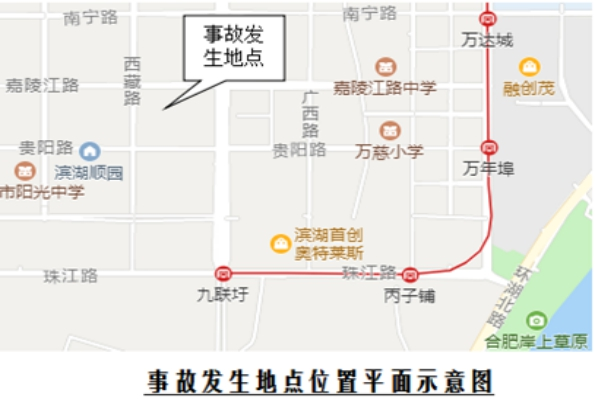 南宁路
南宁路
事故发
生地点
万达城
西藏路
嘉陵江路
嘉陵江路中学
融创茂
广西路
贵阳路
贵阳路
万慈小学
滨湖顺园
万年埠
市阳光中学
滨湖首创
奥特莱斯
珠江路
珠江路
九联圩
丙子铺
环湖北路
合肥岸上草原
事故发生地点位置平面示意图